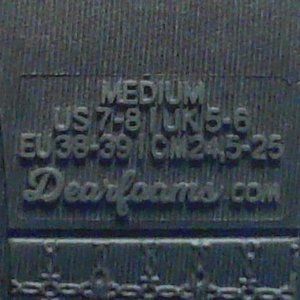 MEDIUM
US 7-8 | UK 5-6
EU 38-39 | CM 24,5-25
Dearfoams.COM